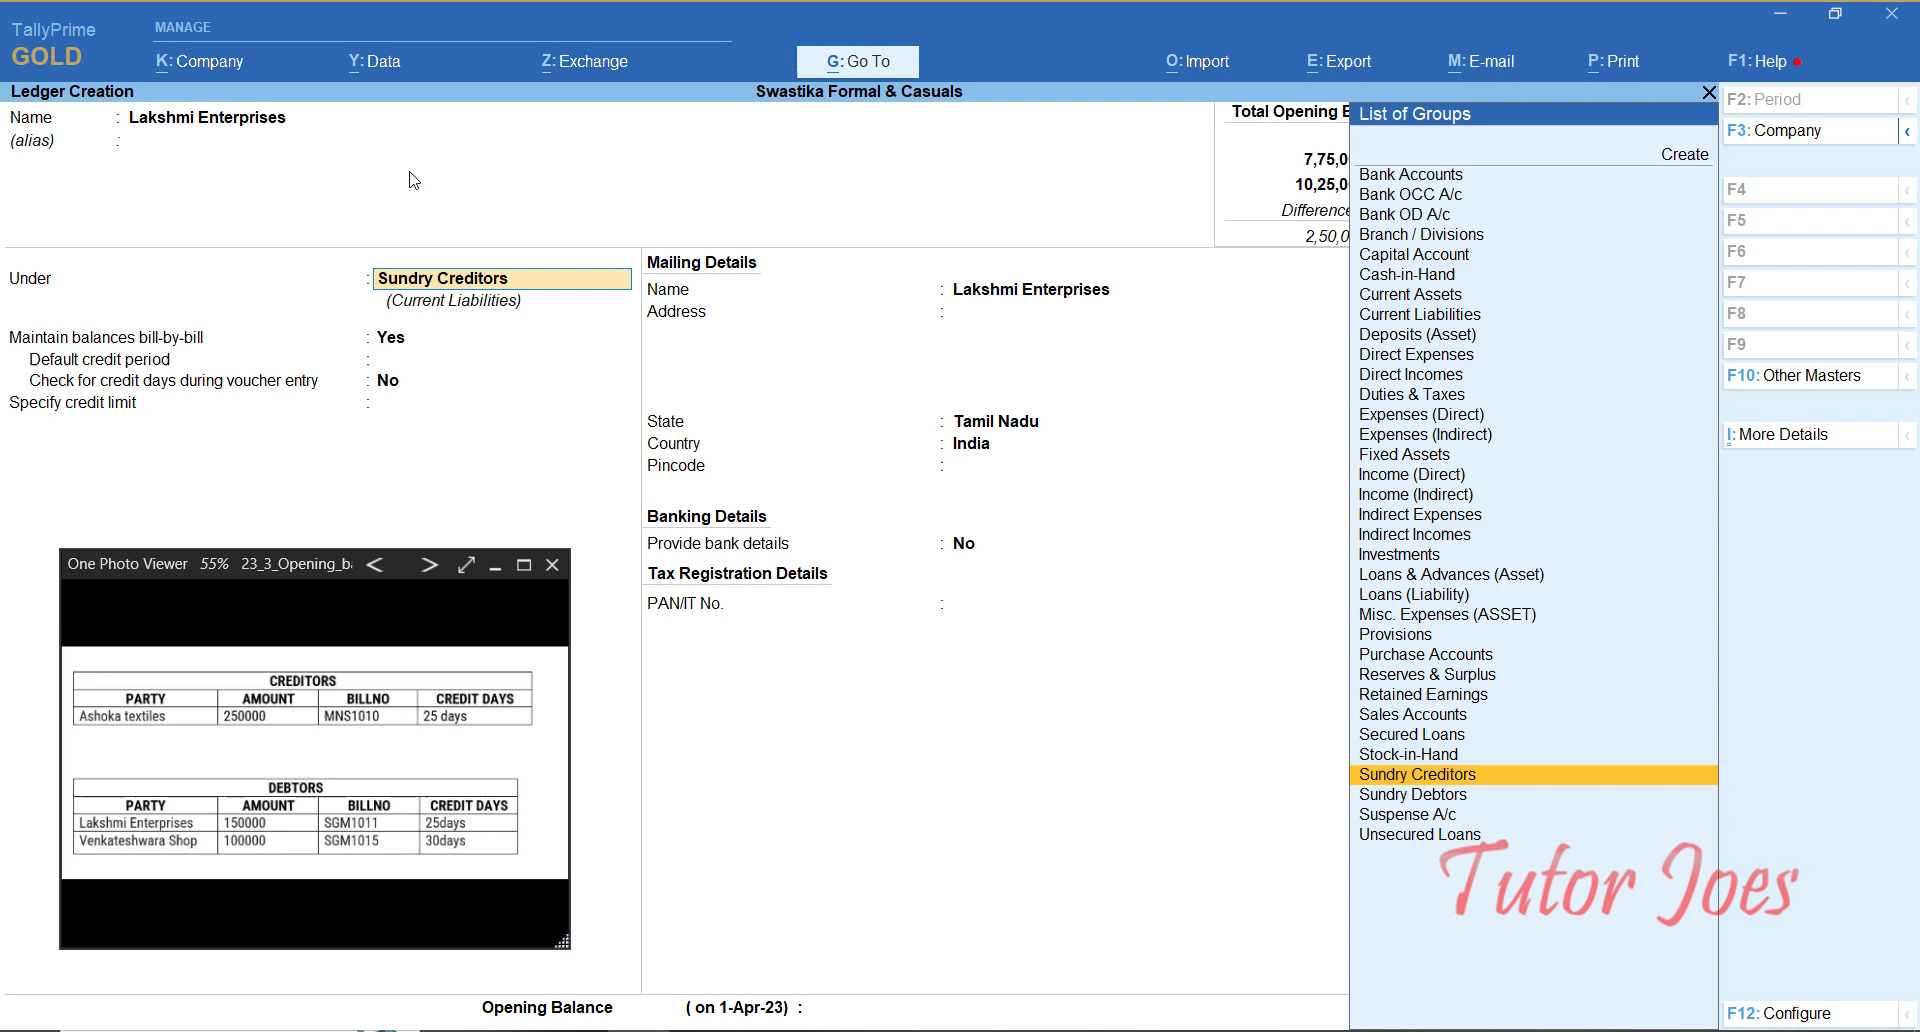 TallyPrime
GOLD
MANAGE
K: Company
Y: Data
Z: Exchange
G: Go To
O: Import
E: Export
M: E-mail
P: Print
F1: Help
Ledger Creation
Swastika Formal & Casuals
Name : Lakshmi Enterprises
(alias) :
Total Opening B
7,75,0
10,25,0
Difference
2,50,0
Under : Sundry Creditors
(Current Liabilities)
Maintain balances bill-by-bill : Yes
Default credit period :
Check for credit days during voucher entry : No
Specify credit limit :
Mailing Details
Name : Lakshmi Enterprises
Address :
State : Tamil Nadu
Country : India
Pincode :
Banking Details
Provide bank details : No
Tax Registration Details
PAN/IT No. :
One Photo Viewer 55% 23_3_Opening_b
CREDITORS
PARTY AMOUNT BILLNO CREDIT DAYS
Ashoka textiles 250000 MNS1010 25 days
DEBTORS
PARTY AMOUNT BILLNO CREDIT DAYS
Lakshmi Enterprises 150000 SGM1011 25days
Venkateshwara Shop 100000 SGM1015 30days
Opening Balance ( on 1-Apr-23) :
List of Groups
Create
Bank Accounts
Bank OCC A/c
Bank OD A/c
Branch / Divisions
Capital Account
Cash-in-Hand
Current Assets
Current Liabilities
Deposits (Asset)
Direct Expenses
Direct Incomes
Duties & Taxes
Expenses (Direct)
Expenses (Indirect)
Fixed Assets
Income (Direct)
Income (Indirect)
Indirect Expenses
Indirect Incomes
Investments
Loans & Advances (Asset)
Loans (Liability)
Misc. Expenses (ASSET)
Provisions
Purchase Accounts
Reserves & Surplus
Retained Earnings
Sales Accounts
Secured Loans
Stock-in-Hand
Sundry Creditors
Sundry Debtors
Suspense A/c
Unsecured Loans
Tutor Joes
F2: Period
F3: Company
F4
F5
F6
F7
F8
F9
F10: Other Masters
I: More Details
F12: Configure